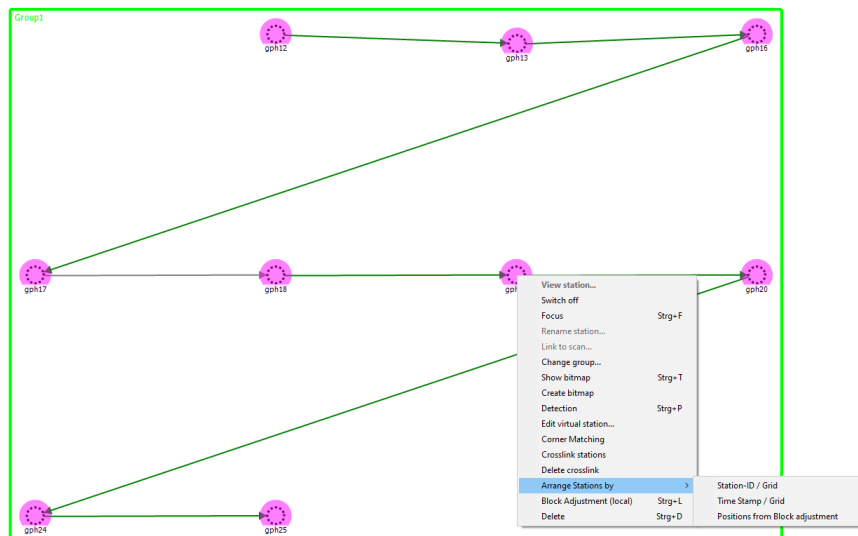 Group1
gph12
gph13
gph16
gph17
gph18
gph
gph20
View station...
Switch off
Focus Strg+F
Rename station...
Link to scan...
Change group...
Show bitmap Strg+T
Create bitmap
Detection Strg+P
Edit virtual station...
Corner Matching
Crosslink stations
Delete crosslink
Arrange Stations by
Station-ID / Grid
Block Adjustment (local) Strg+L
Time Stamp / Grid
Delete Strg+D
Positions from Block adjustment
gph24
gph25